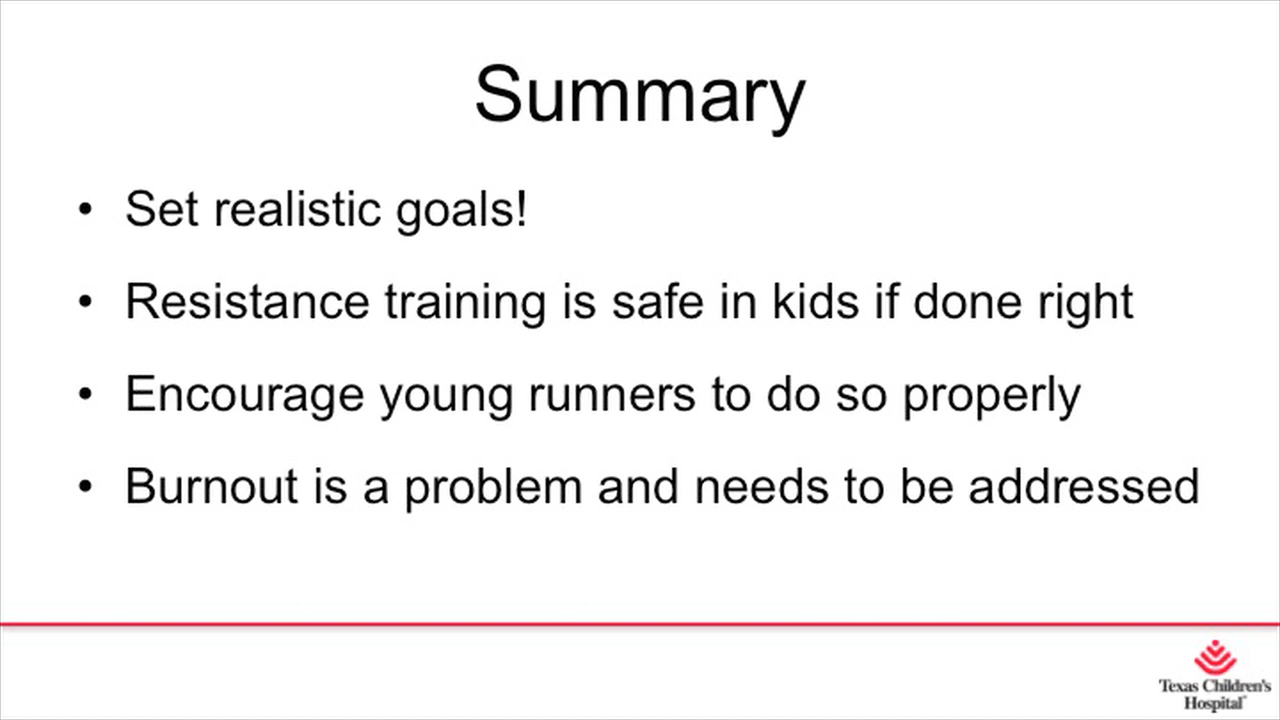 Summary
• Set realistic goals!
• Resistance training is safe in kids if done right
• Encourage young runners to do so properly
• Burnout is a problem and needs to be addressed
Texas Children's
Hospital